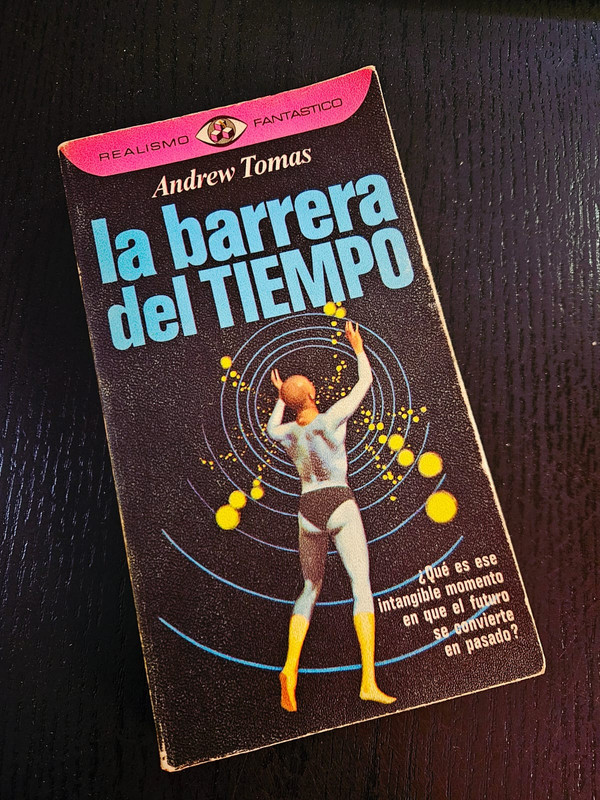 REALISMO FANTASTICO
Andrew Tomas
la barrera
del TIEMPO
¿Qué es ese
intangible momento
en que el futuro
se convierte
en pasado?